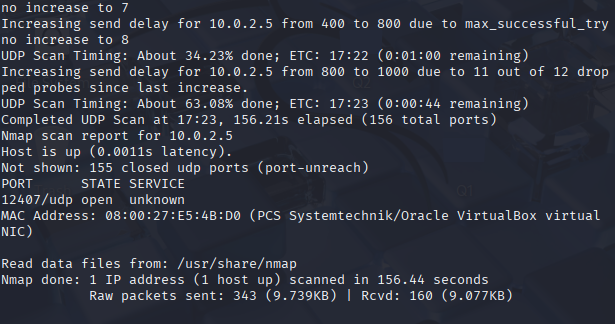 no increase to 7
Increasing send delay for 10.0.2.5 from 400 to 800 due to max_successful_try
no increase to 8
UDP Scan Timing: About 34.23% done; ETC: 17:22 (0:01:00 remaining)
Increasing send delay for 10.0.2.5 from 800 to 1000 due to 11 out of 12 drop
ped probes since last increase.
UDP Scan Timing: About 63.08% done; ETC: 17:23 (0:00:44 remaining)
Completed UDP Scan at 17:23, 156.21s elapsed (156 total ports)
Nmap scan report for 10.0.2.5
Host is up (0.0011s latency).
Not shown: 155 closed udp ports (port-unreach)
PORT      STATE SERVICE
12407/udp open  unknown
MAC Address: 08:00:27:E5:4B:D0 (PCS Systemtechnik/Oracle VirtualBox virtual
NIC)

Read data files from: /usr/share/nmap
Nmap done: 1 IP address (1 host up) scanned in 156.44 seconds
           Raw packets sent: 343 (9.739KB) | Rcvd: 160 (9.077KB)